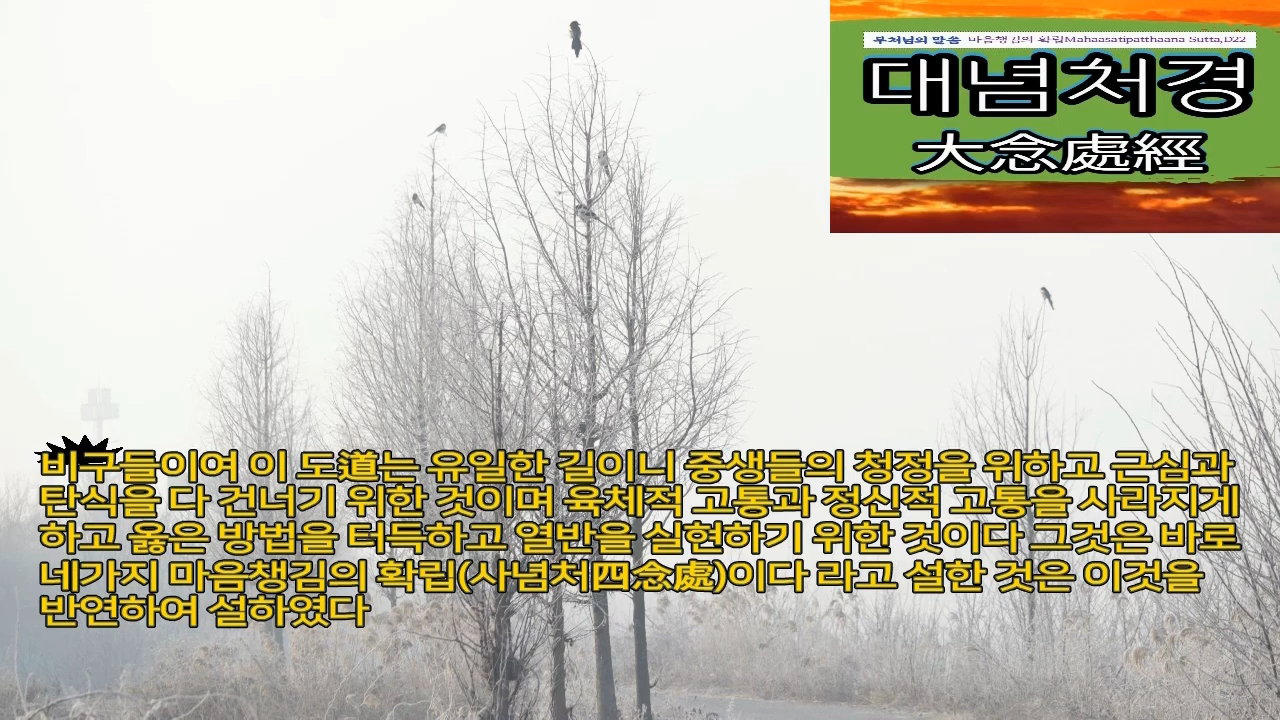 부처님의 말씀 마음챙김의 확립Mahaasatipatthaana Sutta,D22
대념처경
大念處經
비구들이여 이 도道는 유일한 길이니 중생들의 청정을 위하고 근심과
탄식을 다 건너기 위한 것이며 육체적 고통과 정신적 고통을 사라지게
하고 옳은 방법을 터득하고 열반을 실현하기 위한 것이다 그것은 바로
네가지 마음챙김의 확립(사념처四念處)이다 라고 설한 것은 이것을
반연하여 설하였다